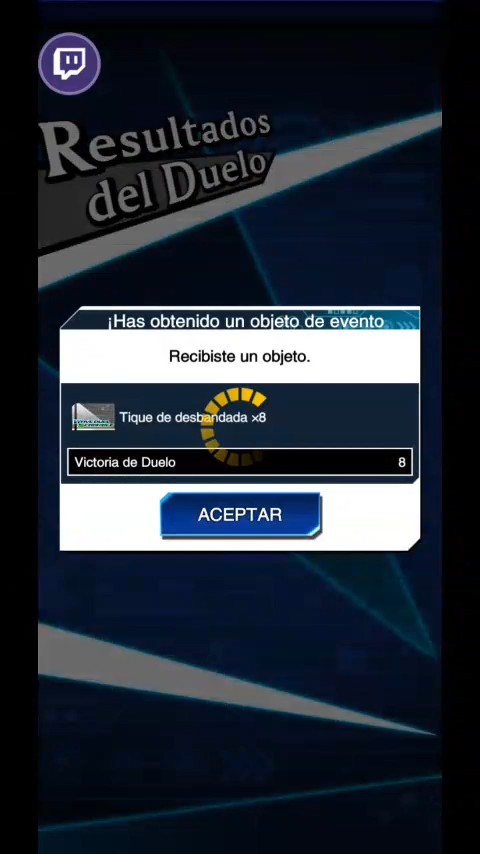 Resultados
del Duelo
¡Has obtenido un objeto de evento
Recibiste un objeto.
Tique de desbandada x8
Victoria de Duelo 8
ACEPTAR